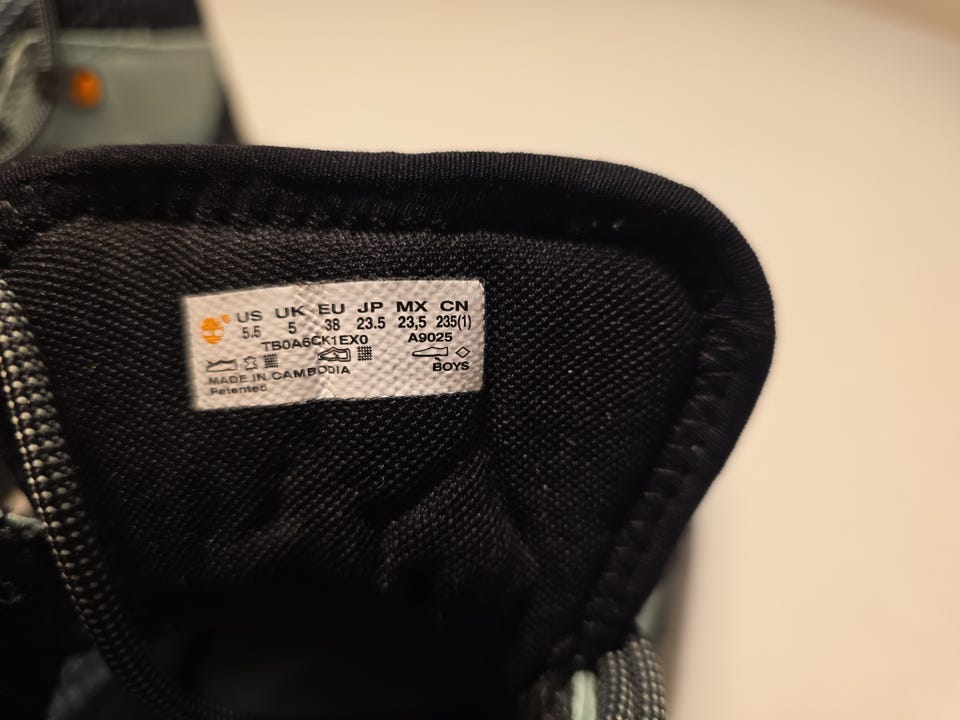 US UK EU JP MX CN
5.5 5 38 23.5 23,5 235(1)
TB0A6CK1EX0 A9025
BOYS
MADE IN CAMBODIA
Patented